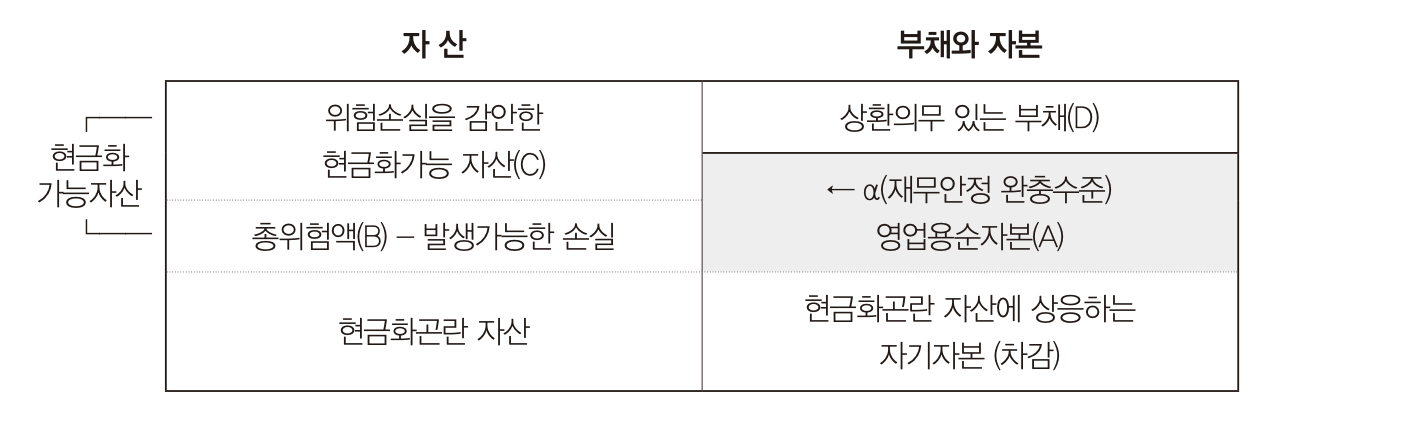 자 산
부채와 자본
현금화
가능자산
위험손실을 감안한
현금화가능 자산(C)
총위험액(B) – 발생가능한 손실
현금화곤란 자산
상환의무 있는 부채(D)
← α(재무안정 완충수준)
영업용순자본(A)
현금화곤란 자산에 상응하는
자기자본 (차감)